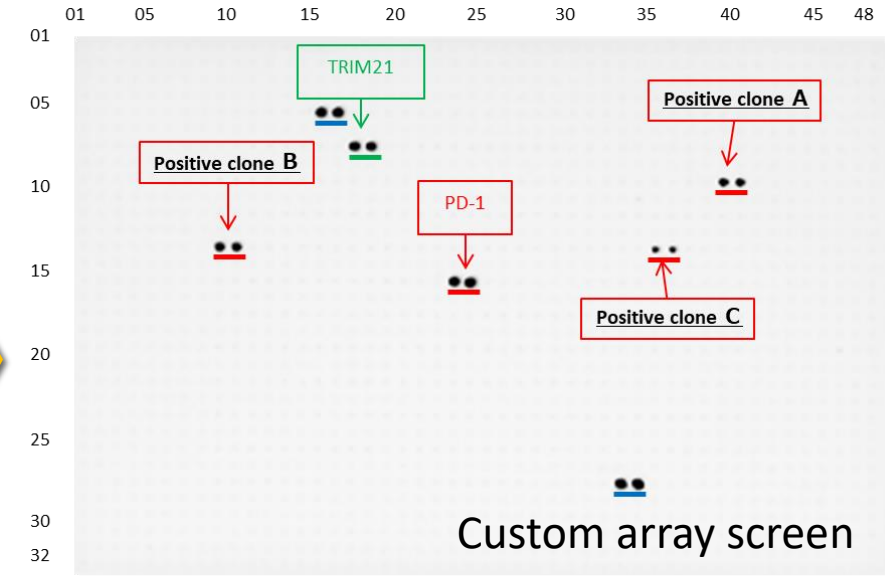 01 05 10 15 20 25 30 35 40 45 48
01
TRIM21
05
Positive clone A
Positive clone B
10
PD-1
15
Positive clone C
20
25
30
Custom array screen
32